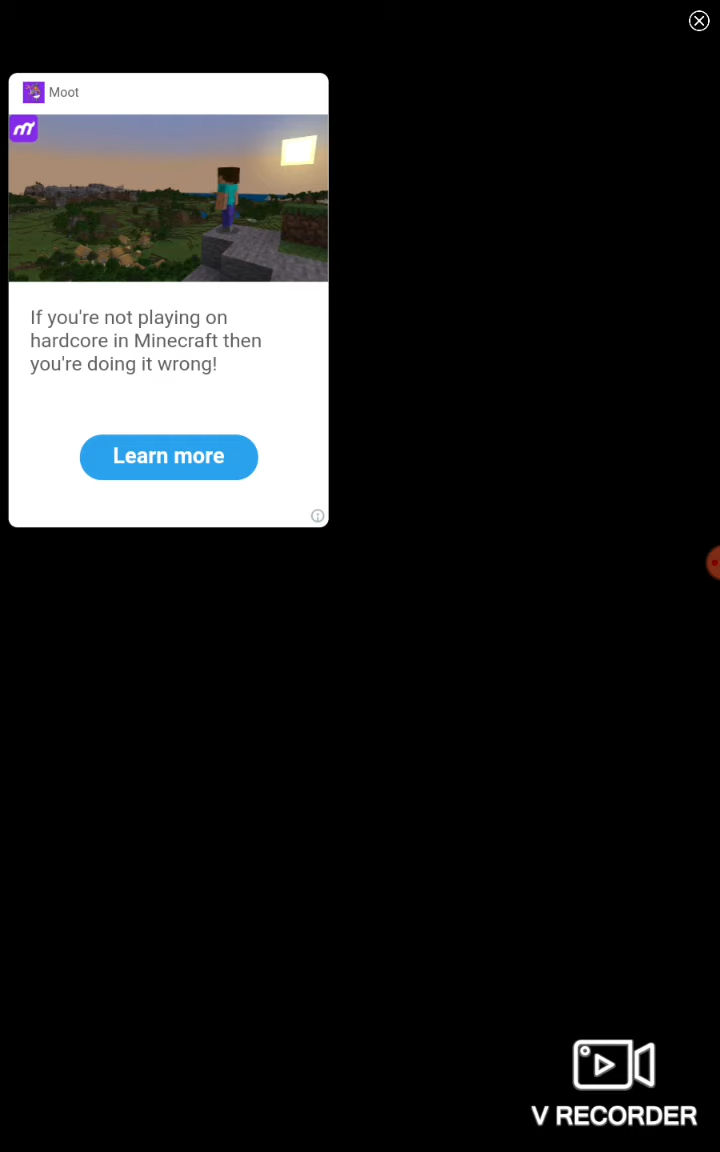 Moot
If you're not playing on
hardcore in Minecraft then
you're doing it wrong!
Learn more
V RECORDER